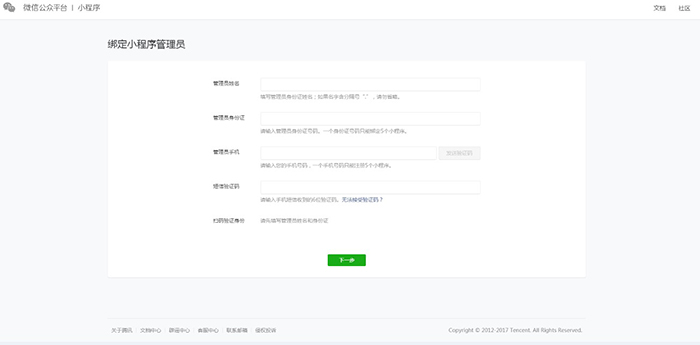 微信公众平台 | 小程序
文档 社区
绑定小程序管理员
管理员姓名
请填写管理员身份证姓名;如果名字含分隔号"·",请勿省略。
管理员身份证
请输入管理员身份证号码。一个身份证号码只能绑定5个小程序。
管理员手机 发送验证码
请输入您的手机号码,一个手机号码只能注册5个小程序。
短信验证码
请输入手机短信收到的6位验证码。无法接受验证码?
扫码验证身份 请先填写管理员姓名和身份证
下一步
关于腾讯 文档中心 辟谣中心 客服中心 联系邮箱 侵权投诉 Copyright © 2012-2017 Tencent. All Rights Reserved.